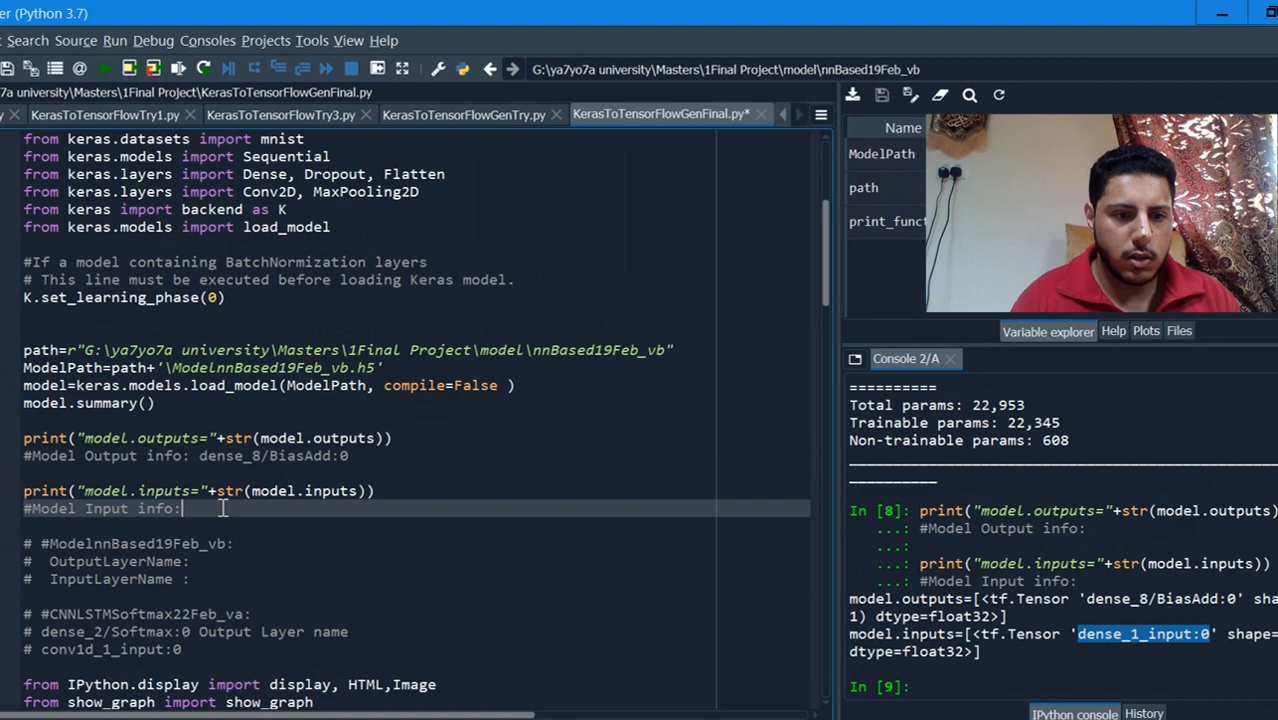 er (Python 3.7)
Search Source Run Debug Consoles Projects Tools View Help
G:\ya7yo7a university\Masters\1Final Project\model\nnBased19Feb_vb
7a university\Masters\1Final Project\KerasToTensorFlowGenFinal.py
KerasToTensorFlowTry1.py KerasToTensorFlowTry3.py KerasToTensorFlowGenTry.py KerasToTensorFlowGenFinal.py*
from keras.datasets import mnist
from keras.models import Sequential
from keras.layers import Dense, Dropout, Flatten
from keras.layers import Conv2D, MaxPooling2D
from keras import backend as K
from keras.models import load_model
#If a model containing BatchNormization layers
# This line must be executed before loading Keras model.
K.set_learning_phase(0)
path=r"G:\ya7yo7a university\Masters\1Final Project\model\nnBased19Feb_vb"
ModelPath=path+'\ModelnnBased19Feb_vb.h5'
model=keras.models.load_model(ModelPath, compile=False )
model.summary()
print("model.outputs="+str(model.outputs))
#Model Output info: dense_8/BiasAdd:0
print("model.inputs="+str(model.inputs))
#Model Input info:
# #ModelnnBased19Feb_vb:
#  OutputLayerName:
#  InputLayerName :
# #CNNLSTMSoftmax22Feb_va:
# dense_2/Softmax:0 Output Layer name
# conv1d_1_input:0
from IPython.display import display, HTML,Image
from show_graph import show_graph
Name
ModelPath
path
print_funct
Variable explorer Help Plots Files
Console 2/A
==========
Total params: 22,953
Trainable params: 22,345
Non-trainable params: 608
__________
In [8]: print("model.outputs="+str(model.outputs)
...: #Model Output info:
...:
...: print("model.inputs="+str(model.inputs))
...: #Model Input info:
model.outputs=[<tf.Tensor 'dense_8/BiasAdd:0' sha
1) dtype=float32>]
model.inputs=[<tf.Tensor 'dense_1_input:0' shape=
dtype=float32>]
In [9]:
IPython console History